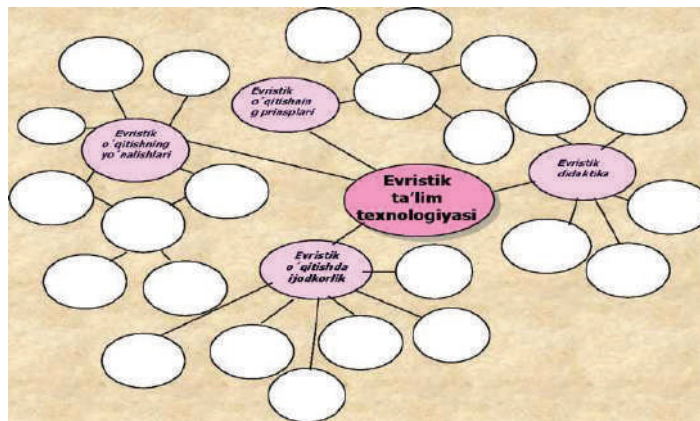 Evristik
o'qitishnin
g prinsplari
Evristik
o'qitishning
yo'nalishlari
Evristik
didaktika
Evristik
ta'lim
texnologiyasi
Evristik
o'qitishda
ijodkorlik